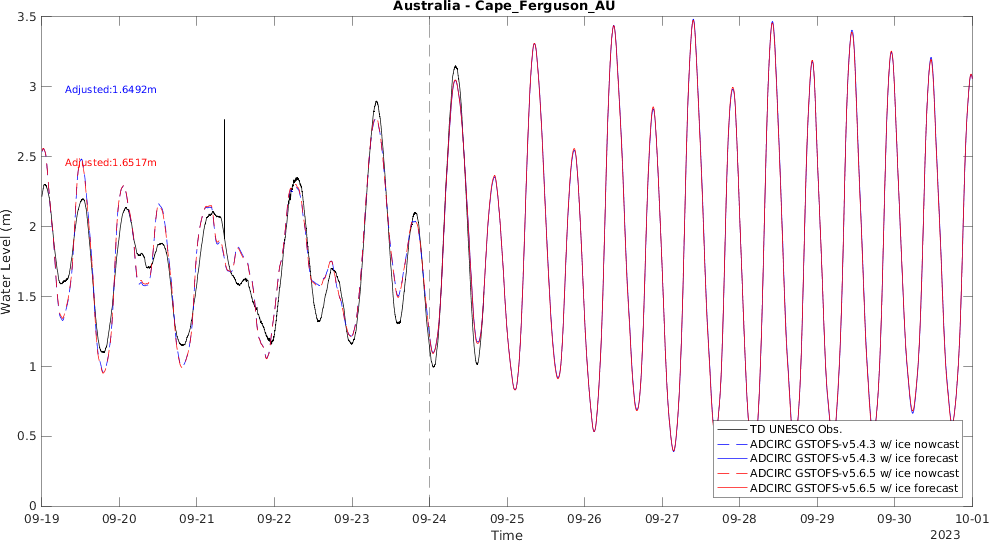 Australia - Cape_Ferguson_AU
3.5
3
2.5
2
1.5
1
0.5
0
Water Level (m)
Adjusted:1.6492m
Adjusted:1.6517m
TD UNESCO Obs.
ADCIRC GSTOFS-v5.4.3 w/ ice nowcast
ADCIRC GSTOFS-v5.4.3 w/ ice forecast
ADCIRC GSTOFS-v5.6.5 w/ ice nowcast
ADCIRC GSTOFS-v5.6.5 w/ ice forecast
09-19 09-20 09-21 09-22 09-23 09-24 09-25 09-26 09-27 09-28 09-29 09-30 10-01
Time
2023